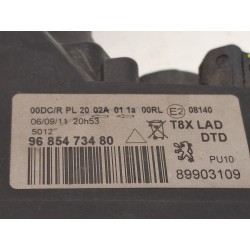 00DC/R PL 20 02A 01 1a 00RL E2 08140
06/09/11 20h53
5012
T8X LAD
96 854 734 80
DTD
PU10
89903109